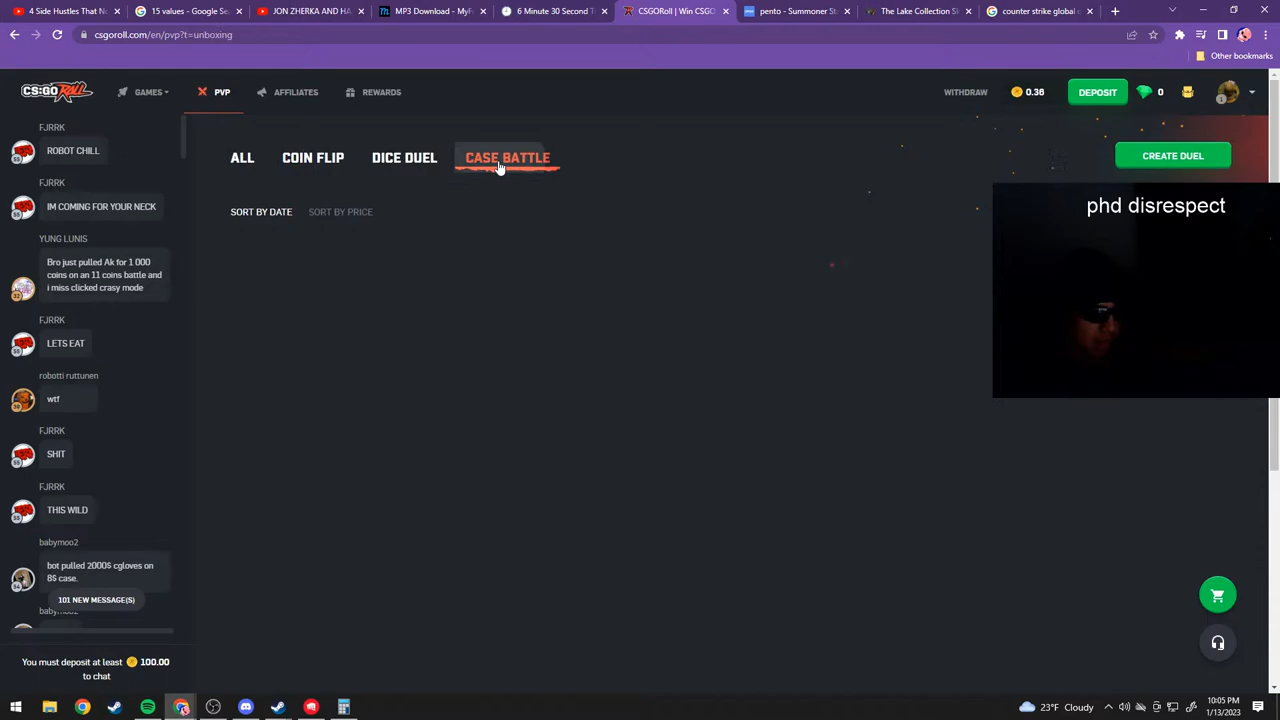 4 Side Hustles That N
15 values - Google Se
JON ZHERKA AND HA
MP3 Download - MyF
6 Minute 30 Second T
CSGORoll | Win CSGO
pento - Summoner St
The Lake Collection S
counter strike global c
csgoroll.com/en/pvp?t=unboxing
Other bookmarks
CS:GO ROLL
GAMES
PVP
AFFILIATES
REWARDS
WITHDRAW
0.36
DEPOSIT
0
1
ALL
COIN FLIP
DICE DUEL
CASE BATTLE
CREATE DUEL
SORT BY DATE
SORT BY PRICE
phd disrespect
FJRRK
ROBOT CHILL
FJRRK
IM COMING FOR YOUR NECK
YUNG LUNIS
Bro just pulled Ak for 1 000
coins on an 11 coins battle and
i miss clicked crasy mode
FJRRK
LETS EAT
robotti ruttunen
wtf
FJRRK
SHIT
FJRRK
THIS WILD
babymoo2
bot pulled 2000$ cgloves on
8$ case.
101 NEW MESSAGE(S)
You must deposit at least 100.00
to chat
23°F Cloudy
10:05 PM
1/13/2023